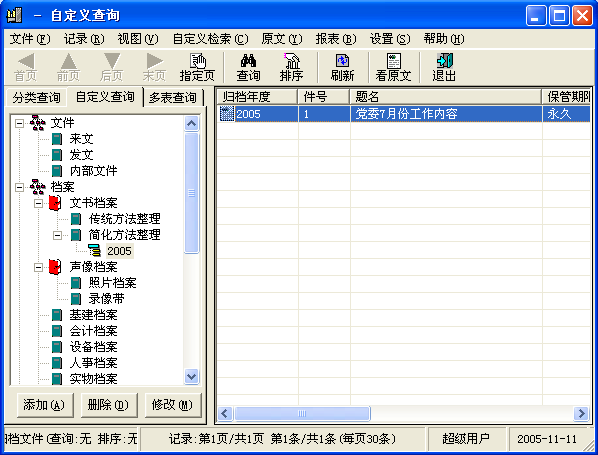 - 自定义查询
文件(F) 记录(R) 视图(V) 自定义检索(C) 原文(I) 报表(B) 设置(S) 帮助(H)
首页 前页 后页 末页 指定页 查询 排序 刷新 看原文 退出
分类查询 自定义查询 多表查询
归档年度 件号 题名 保管期限
2005 1 党委7月份工作内容 永久
文件
来文
发文
内部文件
档案
文书档案
传统方法整理
简化方法整理
2005
声像档案
照片档案
录像带
基建档案
会计档案
设备档案
人事档案
实物档案
添加(A) 删除(D) 修改(M)
归档文件(查询:无 排序:无 记录:第1页/共1页 第1条/共1条(每页30条) 超级用户 2005-11-11